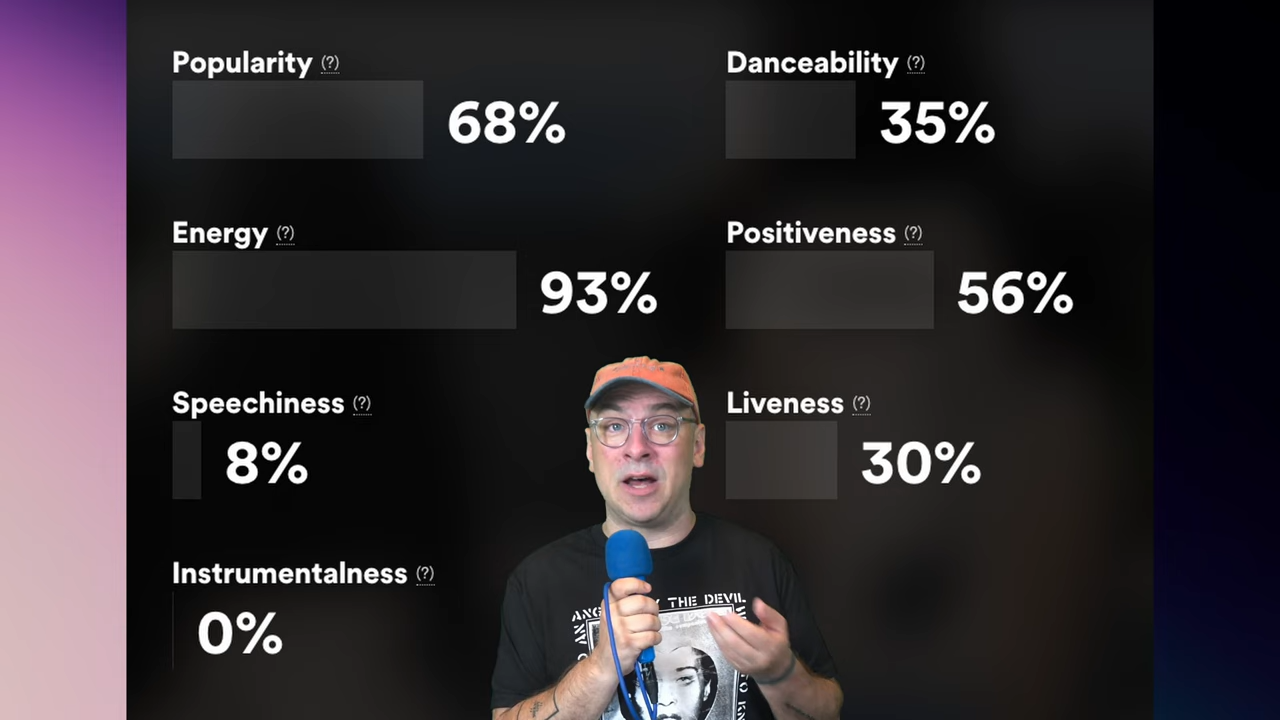 Popularity (?)
68%
Danceability (?)
35%
Energy (?)
93%
Positiveness (?)
56%
Speechiness (?)
8%
Liveness (?)
30%
Instrumentalness (?)
0%
THE DEVIL